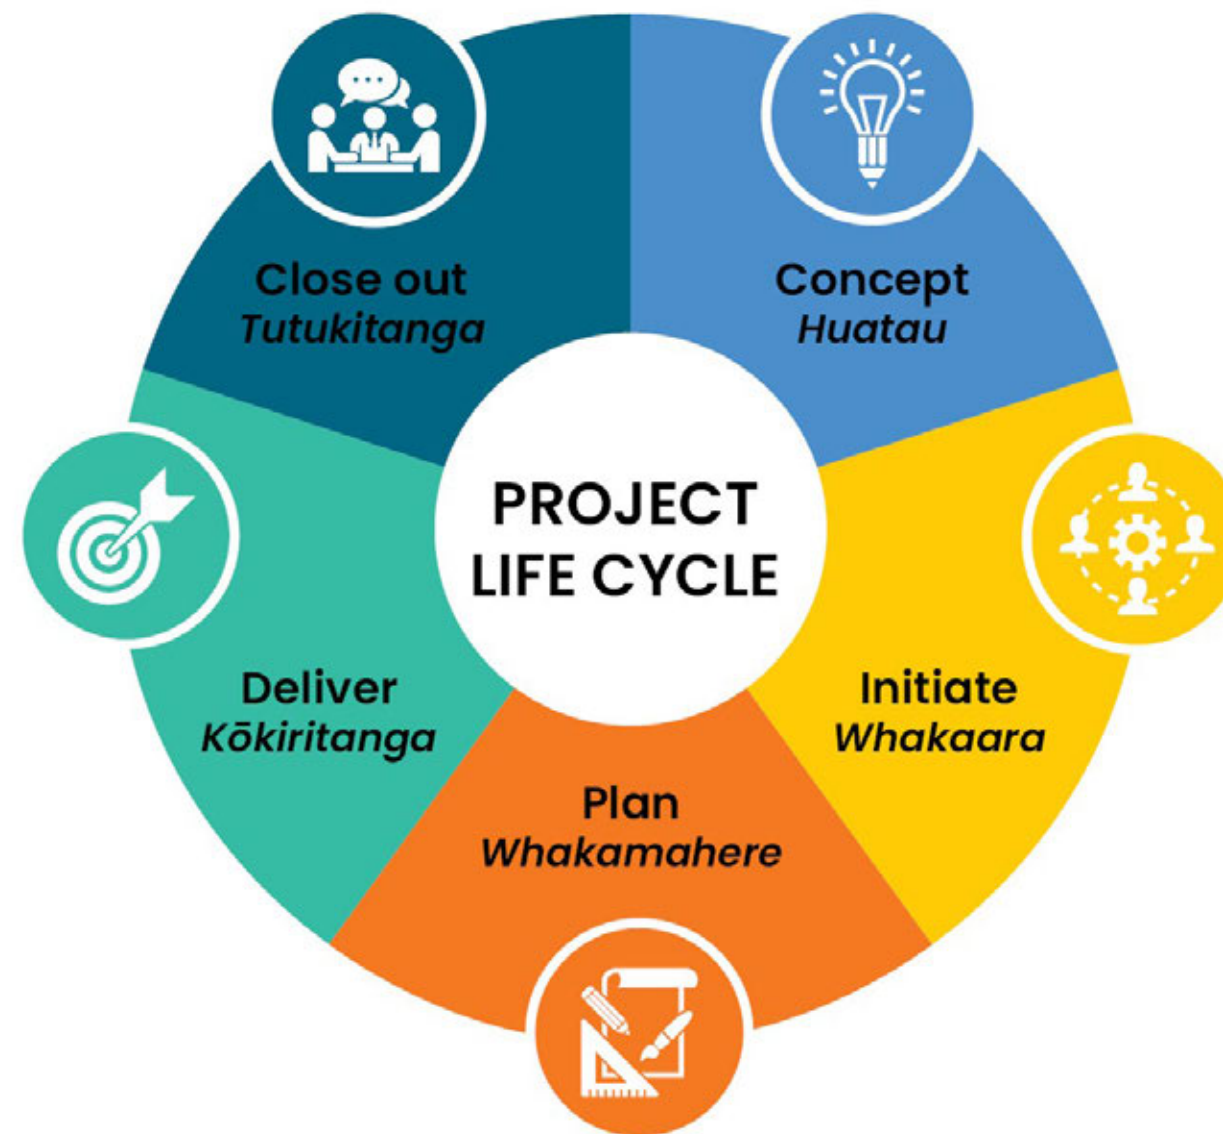 PROJECT
LIFE CYCLE
Concept
Huatau
Initiate
Whakaara
Plan
Whakamahere
Deliver
Kōkiritanga
Close out
Tutukitanga